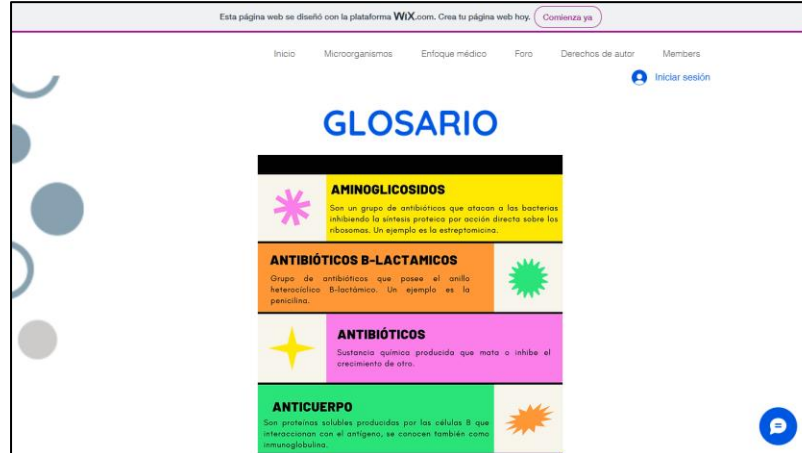 Esta página web se diseñó con la plataforma WiX.com. Crea tu página web hoy. Comienza ya
Inicio Microorganismos Enfoque médico Foro Derechos de autor Members
Iniciar sesión
GLOSARIO
AMINOGLICOSIDOS
Son un grupo de antibióticos que atacan a las bacterias
inhibiendo la síntesis proteica por acción directa sobre los
ribosomas. Un ejemplo es la estreptomicina.
ANTIBIÓTICOS B-LACTAMICOS
Grupo de antibióticos que posee el anillo
heterocíclico B-lactámico. Un ejemplo es la
penicilina.
ANTIBIÓTICOS
Sustancia química producida que mata o inhibe el
crecimiento de otro.
ANTICUERPO
Son proteínas solubles producidas por las células B que
interaccionan con el antígeno, se conocen también como
inmunoglobulina.